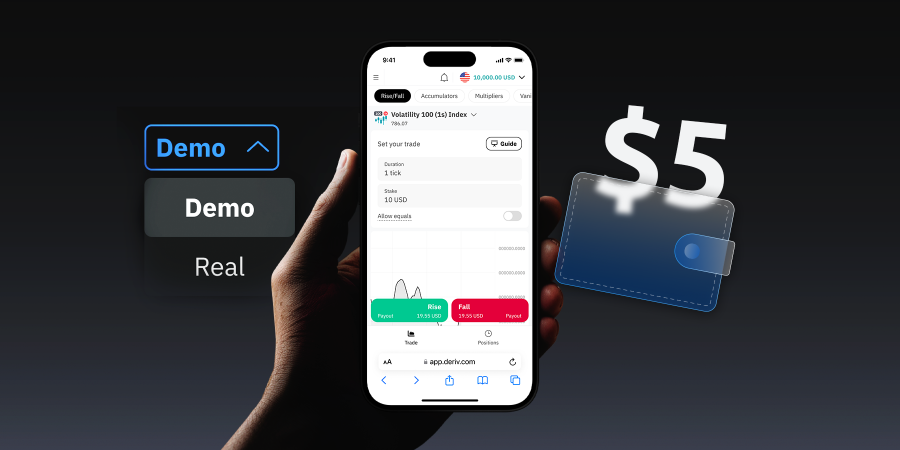 Demo
Demo
Real
9:41
10,000.00 USD
Rise/Fall
Accumulators
Multipliers
Vani
Volatility 100 (1s) Index
786.07
Set your trade
Guide
Duration
1 tick
Stake
10 USD
Allow equals
000000.0000
000000.0000
000000.0000
Rise
Payout 19.55 USD
Fall
19.55 USD Payout
Trade
Positions
AA
app.deriv.com
$5